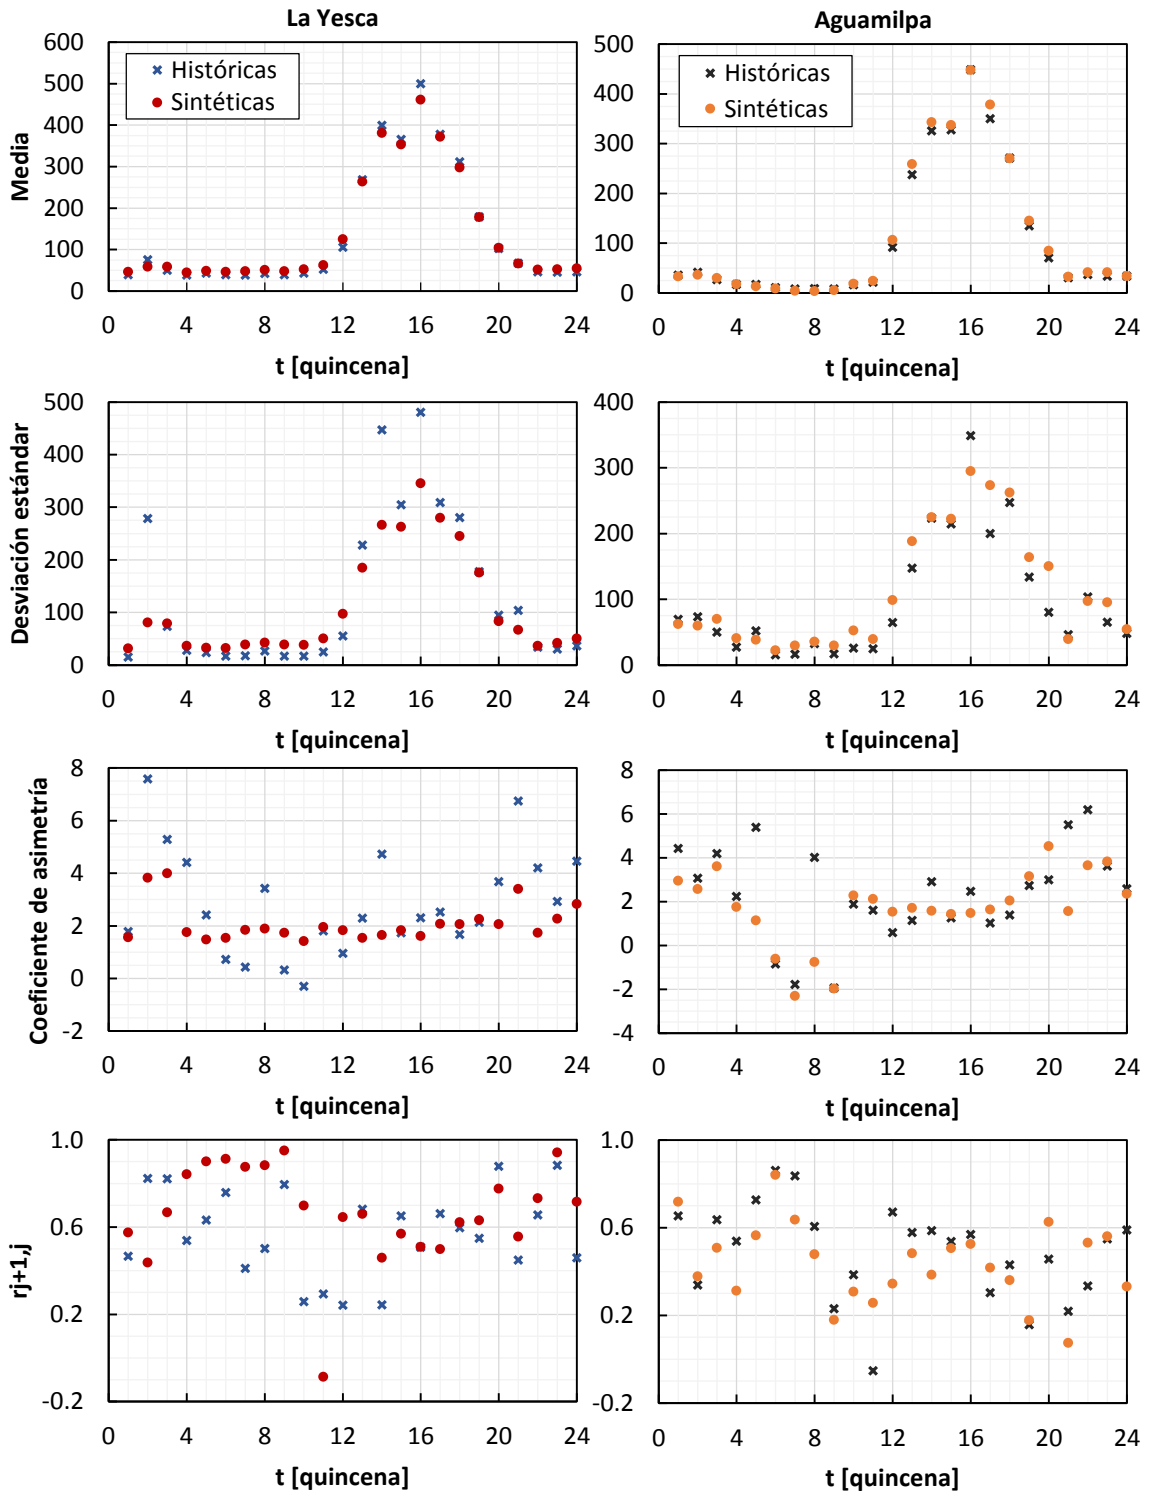 La Yesca
Aguamilpa
Media
600
500
400
300
200
100
0
Históricas
Sintéticas
0 4 8 12 16 20 24
t [quincena]
500
400
300
200
100
0
Históricas
Sintéticas
0 4 8 12 16 20 24
t [quincena]
Desviación estándar
500
400
300
200
100
0
0 4 8 12 16 20 24
t [quincena]
400
300
200
100
0
0 4 8 12 16 20 24
t [quincena]
Coeficiente de asimetría
8
6
4
2
0
-2
0 4 8 12 16 20 24
t [quincena]
8
6
4
2
0
-2
-4
0 4 8 12 16 20 24
t [quincena]
rj+1,j
1.0
0.6
0.2
-0.2
0 4 8 12 16 20 24
t [quincena]
1.0
0.6
0.2
-0.2
0 4 8 12 16 20 24
t [quincena]